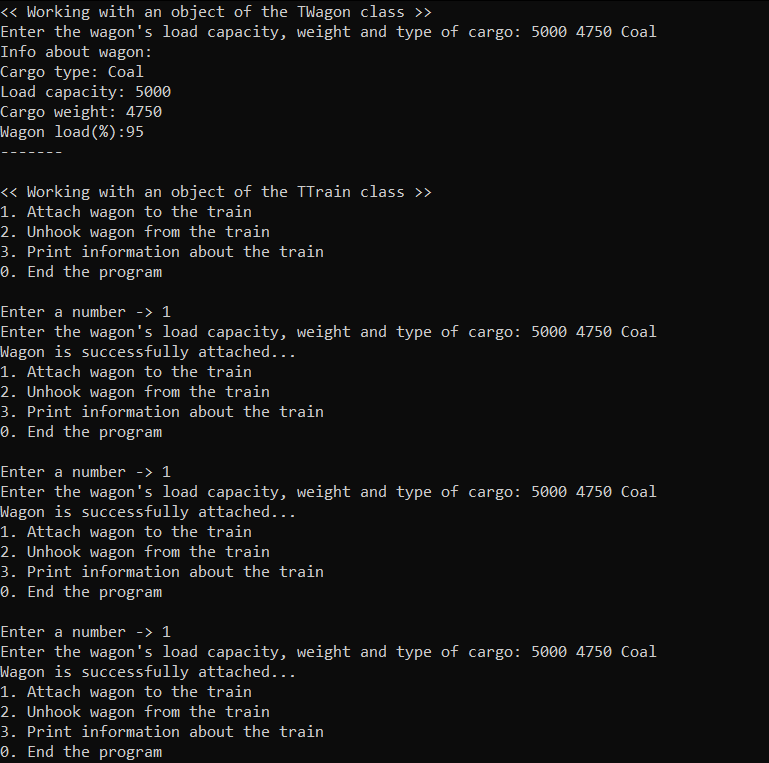 << Working with an object of the TWagon class >>
Enter the wagon's load capacity, weight and type of cargo: 5000 4750 Coal
Info about wagon:
Cargo type: Coal
Load capacity: 5000
Cargo weight: 4750
Wagon load(%):95
-------
<< Working with an object of the TTrain class >>
1. Attach wagon to the train
2. Unhook wagon from the train
3. Print information about the train
0. End the program
Enter a number -> 1
Enter the wagon's load capacity, weight and type of cargo: 5000 4750 Coal
Wagon is successfully attached...
1. Attach wagon to the train
2. Unhook wagon from the train
3. Print information about the train
0. End the program
Enter a number -> 1
Enter the wagon's load capacity, weight and type of cargo: 5000 4750 Coal
Wagon is successfully attached...
1. Attach wagon to the train
2. Unhook wagon from the train
3. Print information about the train
0. End the program
Enter a number -> 1
Enter the wagon's load capacity, weight and type of cargo: 5000 4750 Coal
Wagon is successfully attached...
1. Attach wagon to the train
2. Unhook wagon from the train
3. Print information about the train
0. End the program